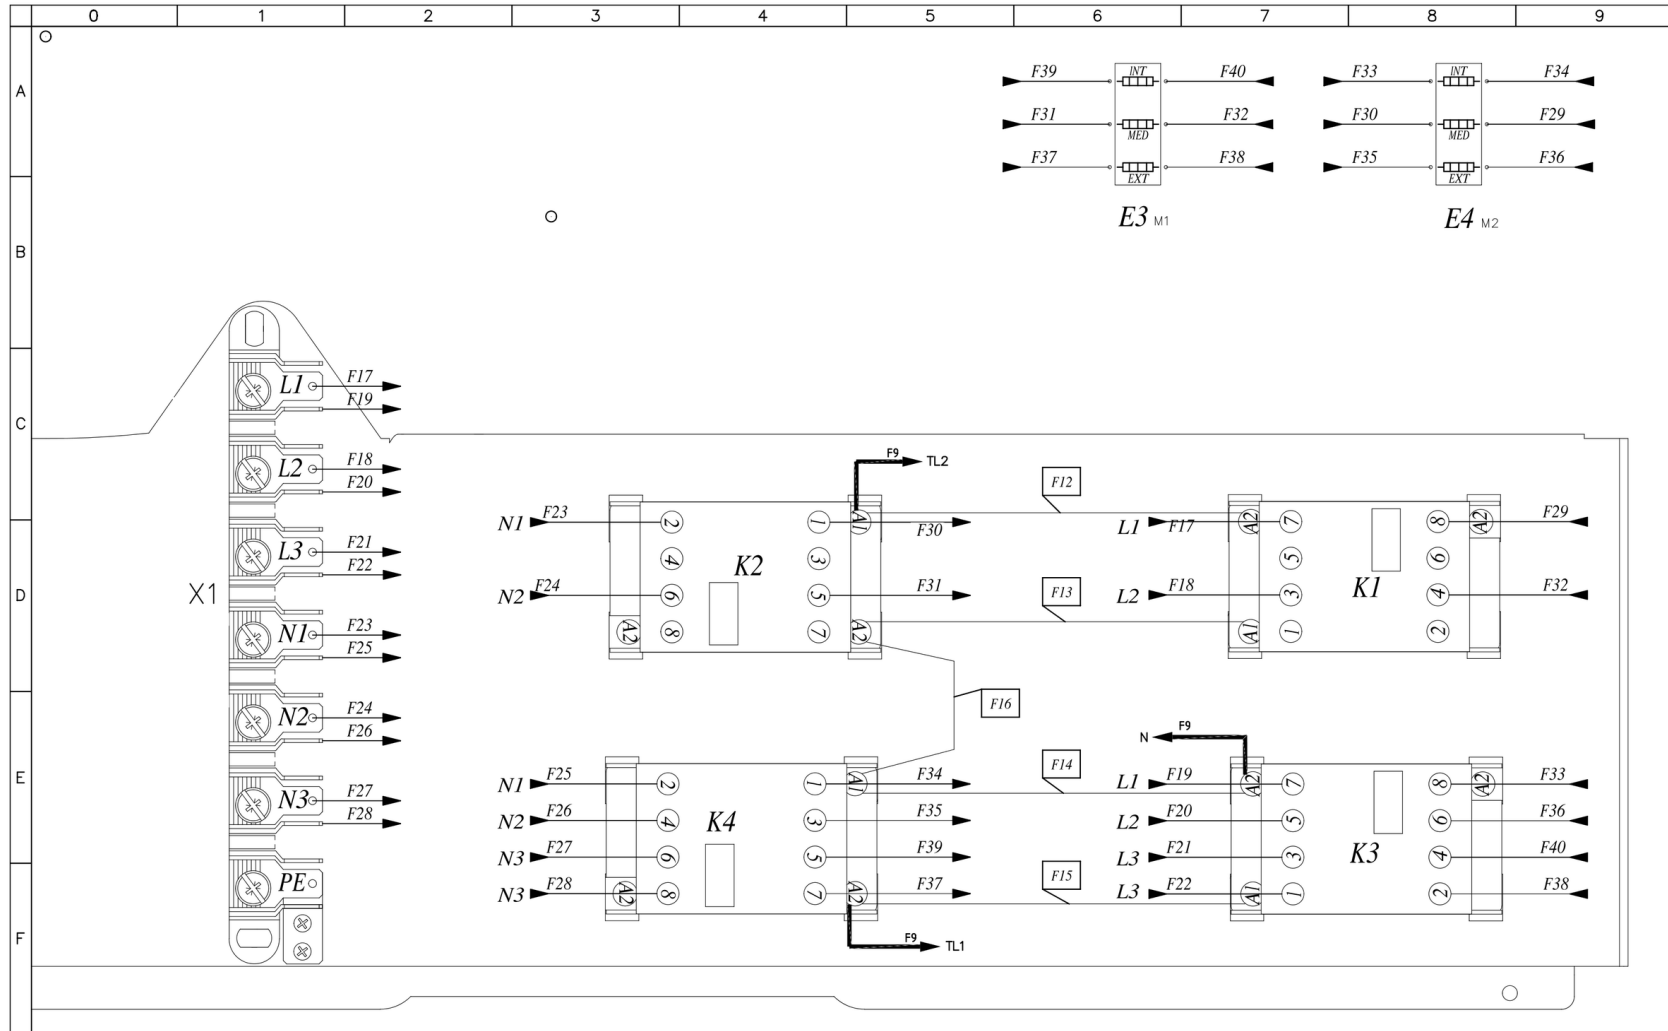 0 1 2 3 4 5 6 7 8 9
A
F39 INT F40 F33 INT F34
F31 MED F32 F30 MED F29
F37 EXT F38 F35 EXT F36
E3 M1 E4 M2
B
C
L1 F17
F19
L2 F18
F20
F9 TL2
F12
N1 F23 2 1 A1 F30 L1 F17 A2 7 8 A2 F29
L3 F21
F22
4 3 5 6
K2 K1
D
X1
N2 F24 6 5 F31 F13 L2 F18 3 4 F32
A2 8 7 A2 A1 1 2
N1 F23
F25
F16
N2 F24
F26
N F9
E
F14
N1 F25 2 1 A1 F34 L1 F19 A2 7 8 A2 F33
N3 F27
F28
N2 F26 4 3 F35 L2 F20 5 6 F36
K4 K3
N3 F27 6 5 F39 L3 F21 3 4 F40
F15
PE
N3 F28 A2 8 7 A2 F37 L3 F22 A1 1 2 F38
F
F9 TL1